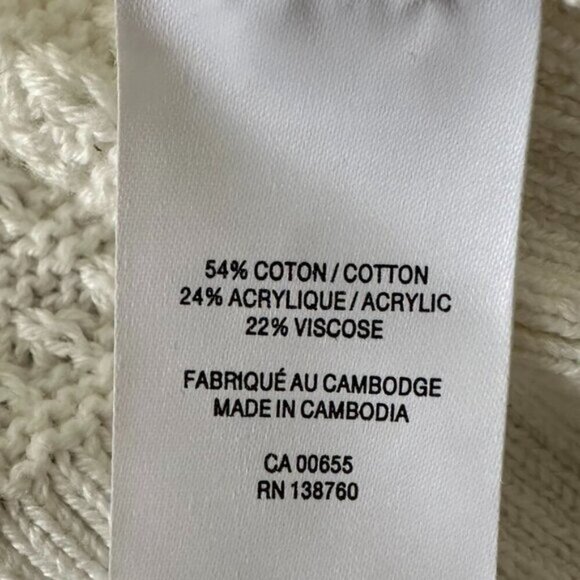 54% COTON / COTTON
24% ACRYLIQUE / ACRYLIC
22% VISCOSE
FABRIQUÉ AU CAMBODGE
MADE IN CAMBODIA
CA 00655
RN 138760